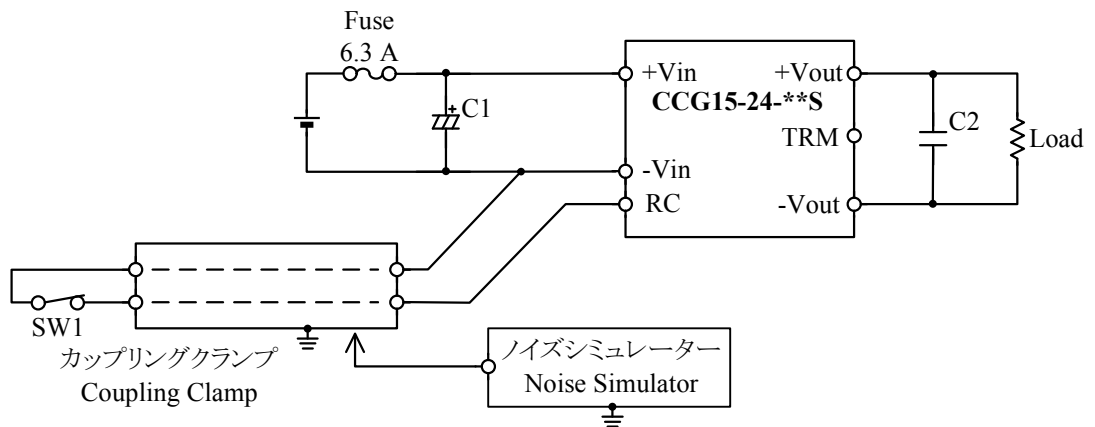 Fuse
6.3 A
+
C1
+Vin
+Vout
CCG15-24-**S
TRM
-Vin
RC
-Vout
C2
Load
SW1
カップリングクランプ
Coupling Clamp
ノイズシミュレーター
Noise Simulator